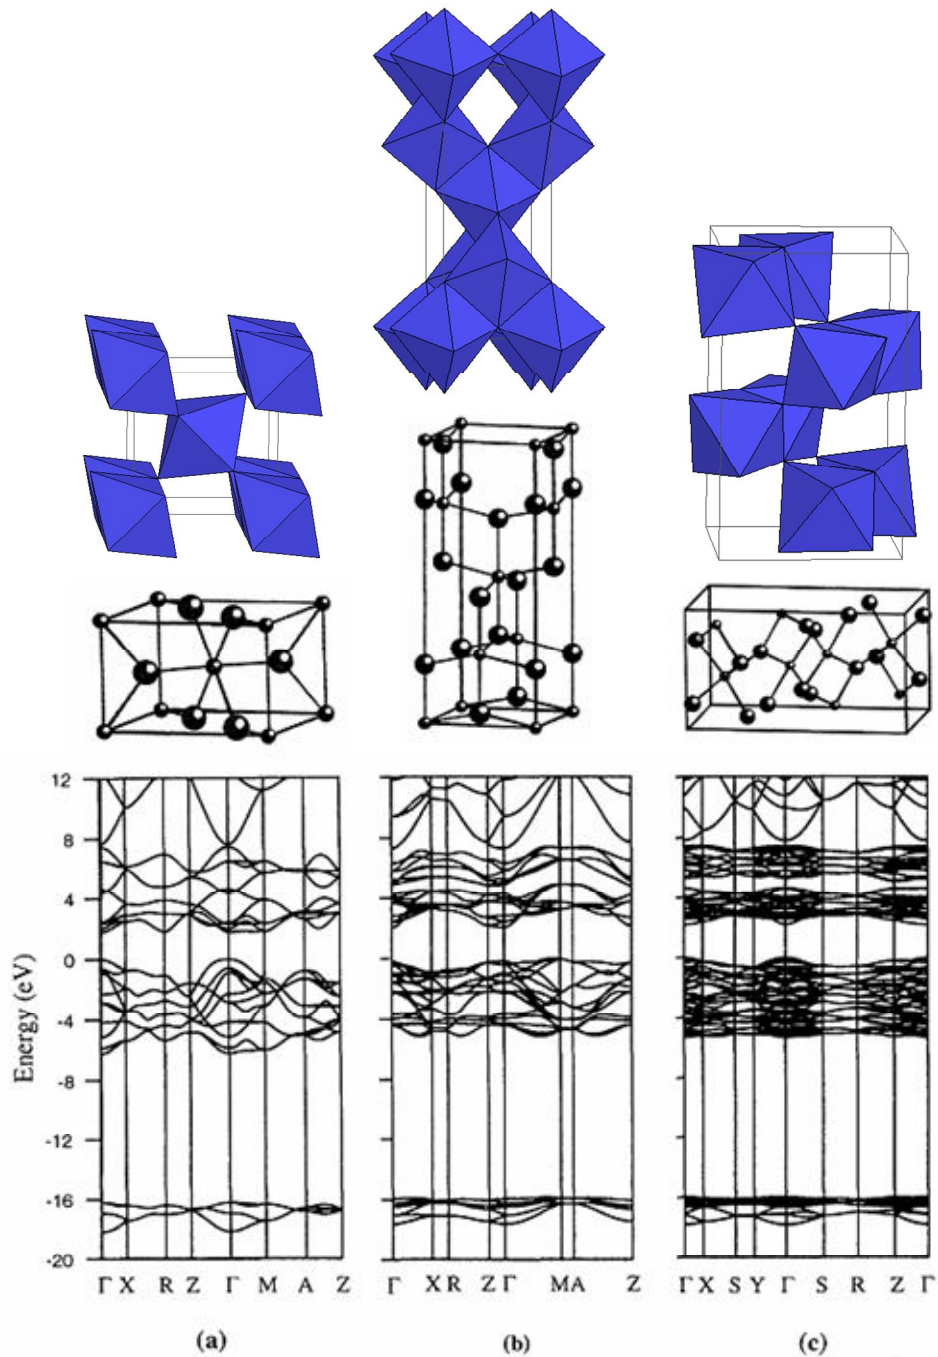 12
8
4
0
-4
-8
-12
-16
-20
Energy (eV)
Γ X R Z Γ M A Z
Γ X R Z Γ M A Z
Γ X S Y Γ S R Z Γ
(a)
(b)
(c)